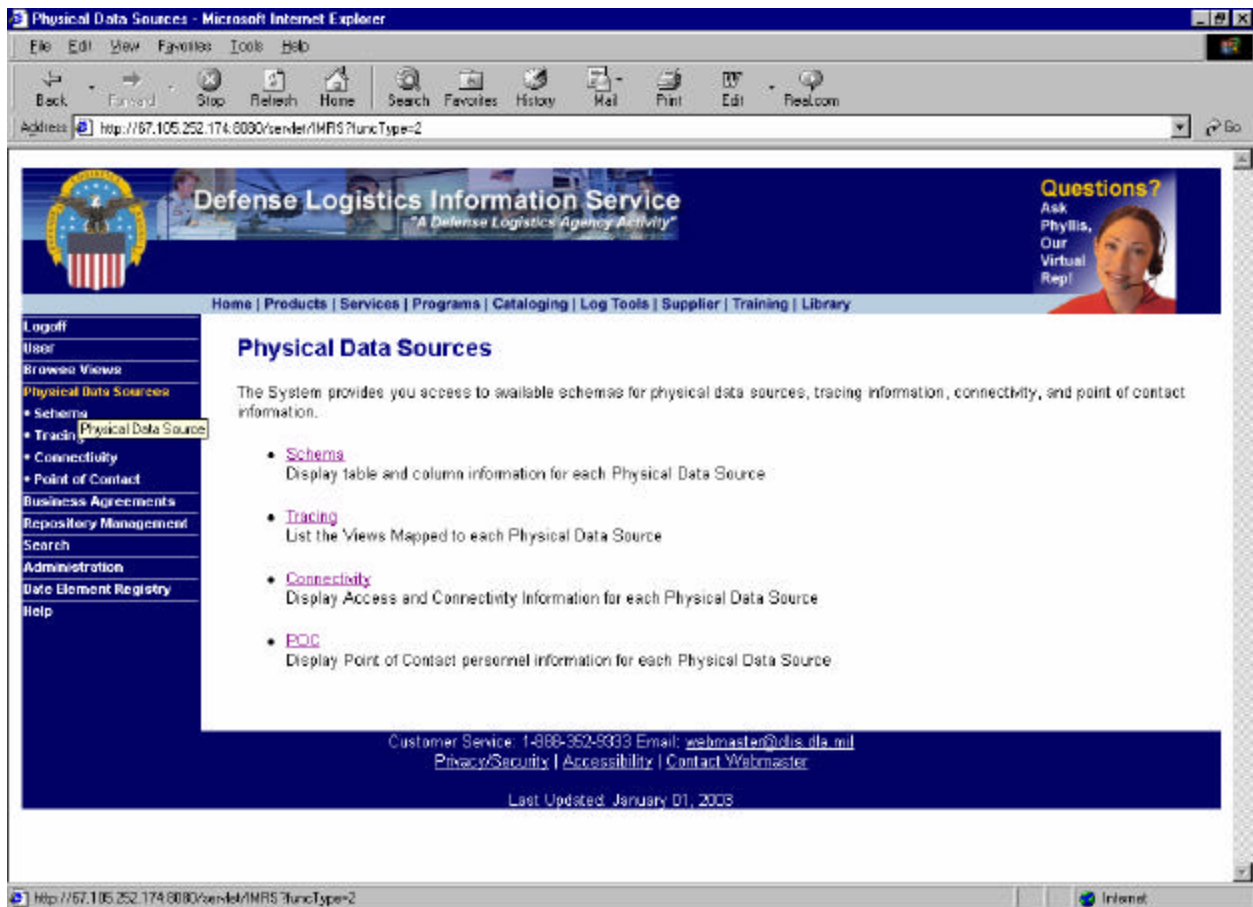 Physical Data Sources - Microsoft Internet Explorer
File Edit View Favorites Tools Help
Back Forward Stop Refresh Home Search Favorites History Mail Print Edit Real.com
Address http://67.105.252.174:8080/servlet/IMRS?funcType=2 Go
Defense Logistics Information Service
"A Defense Logistics Agency Activity"
Questions?
Ask
Phyllis,
Our
Virtual
Rep!
Home | Products | Services | Programs | Cataloging | Log Tools | Supplier | Training | Library
Logoff
User
Browse Views
Physical Data Sources
• Schema
Physical Data Source
• Tracing
• Connectivity
• Point of Contact
Business Agreements
Repository Management
Search
Administration
Data Element Registry
Help
Physical Data Sources
The System provides you access to available schemas for physical data sources, tracing information, connectivity, and point of contact
information.
• Schema
Display table and column information for each Physical Data Source
• Tracing
List the Views Mapped to each Physical Data Source
• Connectivity
Display Access and Connectivity Information for each Physical Data Source
• POC
Display Point of Contact personnel information for each Physical Data Source
Customer Service: 1-888-352-9333 Email: webmaster@dlis.dla.mil
Privacy/Security | Accessibility | Contact Webmaster
Last Updated: January 01, 2003
http://67.105.252.174:8080/servlet/IMRS?funcType=2
Internet